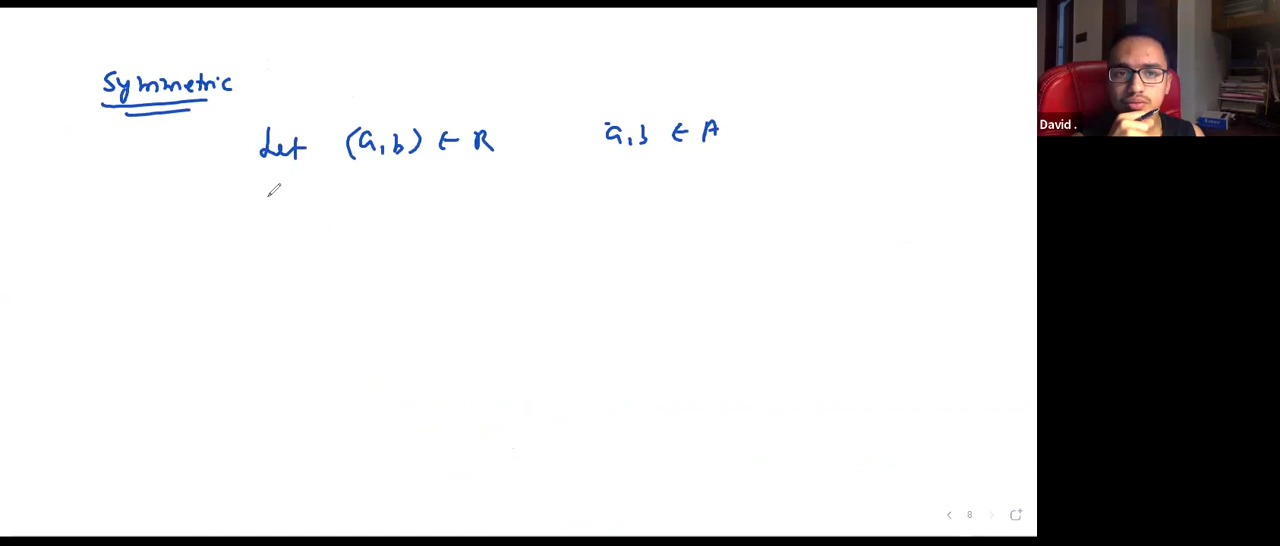 Symmetric
Let (a, b) ∈ R a, b ∈ A
David .
8